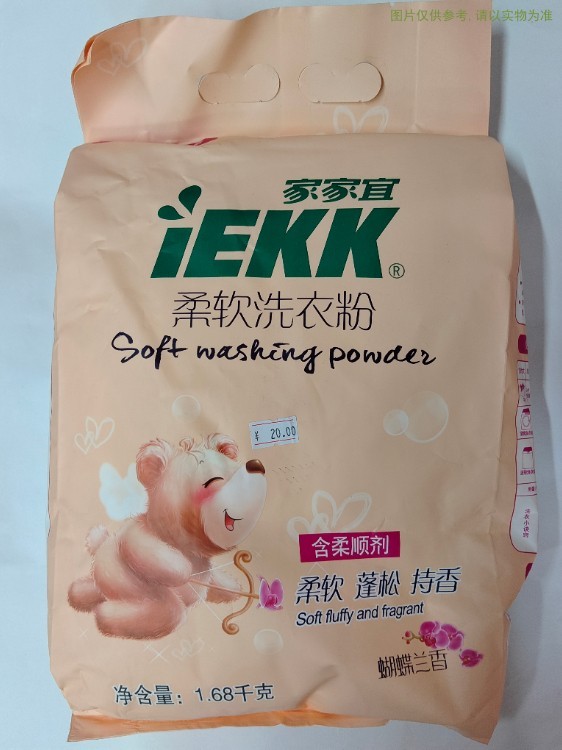 图片仅供参考, 请以实物为准
家家宜
iEKK®
柔软洗衣粉
Soft washing powder
¥ 20.00
含柔顺剂
柔软 蓬松 持香
Soft fluffy and fragrant
蝴蝶兰香
净含量：1.68千克